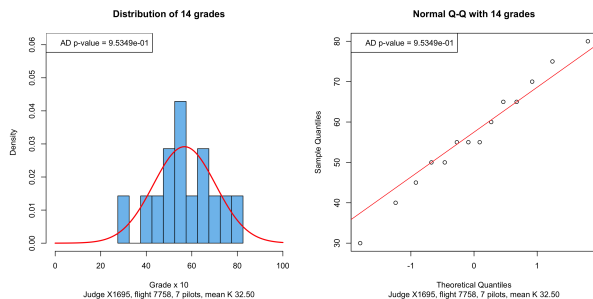 Distribution of 14 grades
AD p-value = 9.5349e-01
Density
0.00 0.01 0.02 0.03 0.04 0.05 0.06
0 20 40 60 80 100
Grade x 10
Judge X1695, flight 7758, 7 pilots, mean K 32.50
Normal Q-Q with 14 grades
AD p-value = 9.5349e-01
Sample Quantiles
30 40 50 60 70 80
-1 0 1
Theoretical Quantiles
Judge X1695, flight 7758, 7 pilots, mean K 32.50